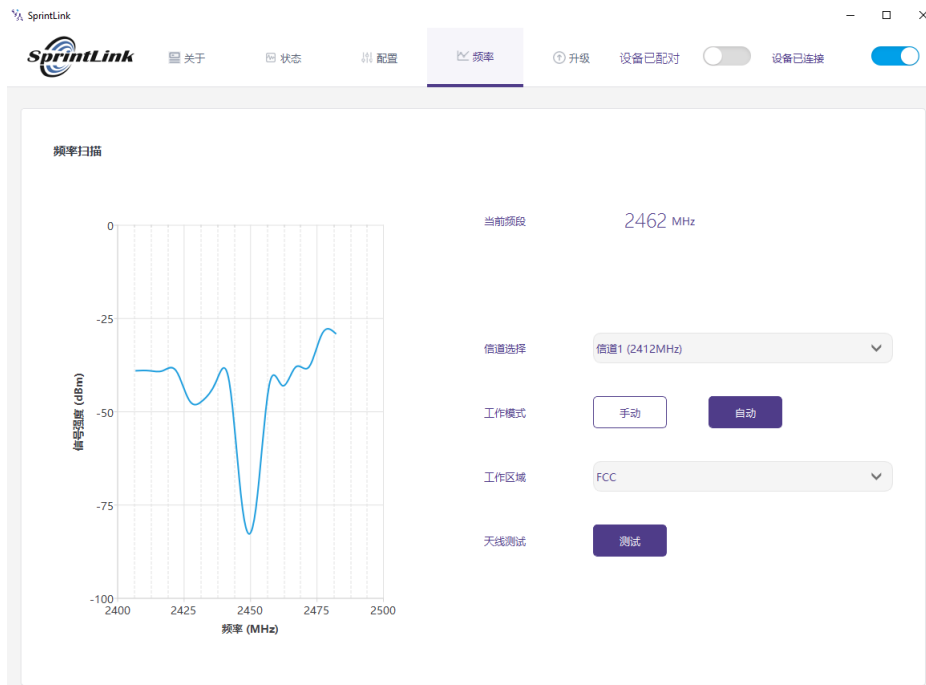 SprintLink
SprintLink
关于
状态
配置
频率
升级
设备已配对
设备已连接
频率扫描
当前频段
2462 MHz
0
-25
-50
-75
-100
信号强度 (dBm)
2400
2425
2450
2475
2500
频率 (MHz)
信道选择
信道1 (2412MHz)
工作模式
手动
自动
工作区域
FCC
天线测试
测试